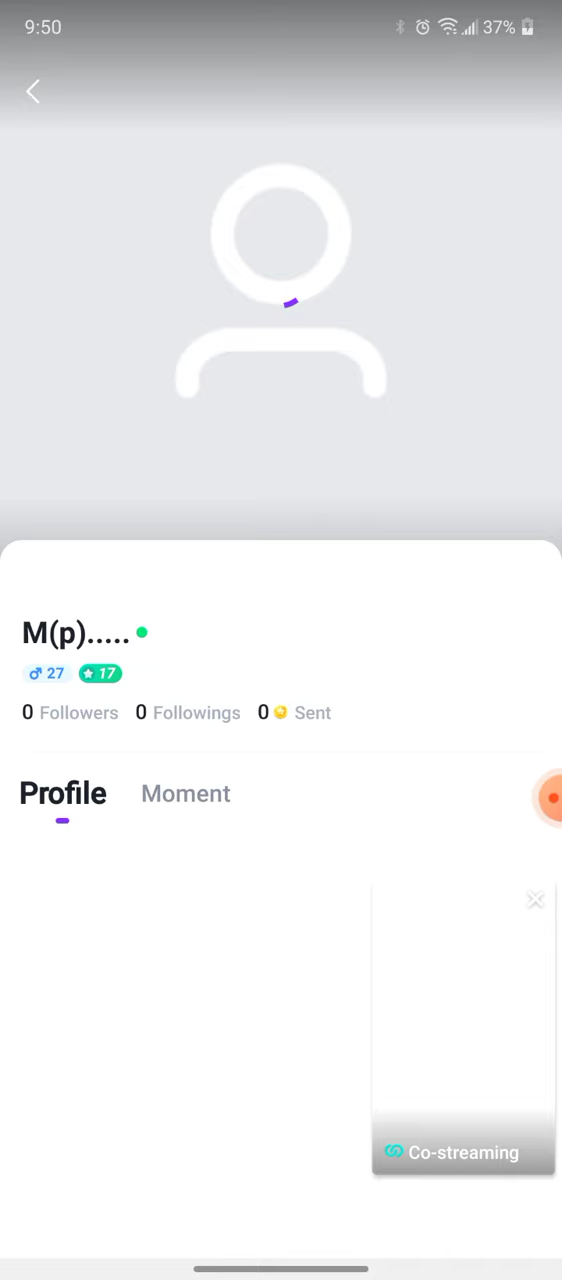 9:50 37%
M(p).....
27 17
0 Followers 0 Followings 0 Sent
Profile Moment
Co-streaming